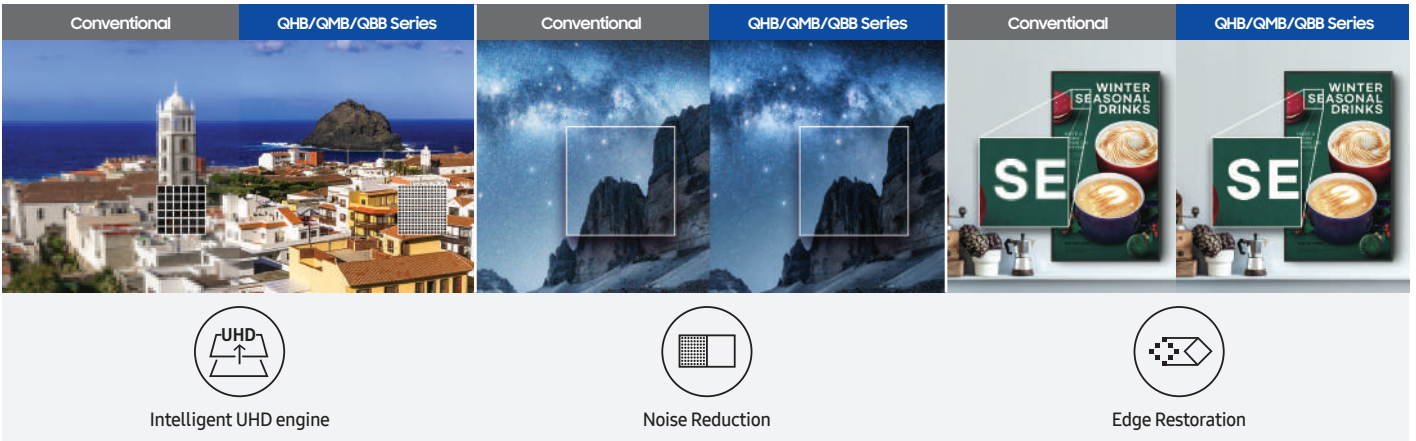 Conventional
QHB/QMB/QBB Series
Conventional
QHB/QMB/QBB Series
Conventional
QHB/QMB/QBB Series
WINTER
SEASONAL
DRINKS
SE
WINTER
SEASONAL
DRINKS
SE
UHD
Intelligent UHD engine
Noise Reduction
Edge Restoration